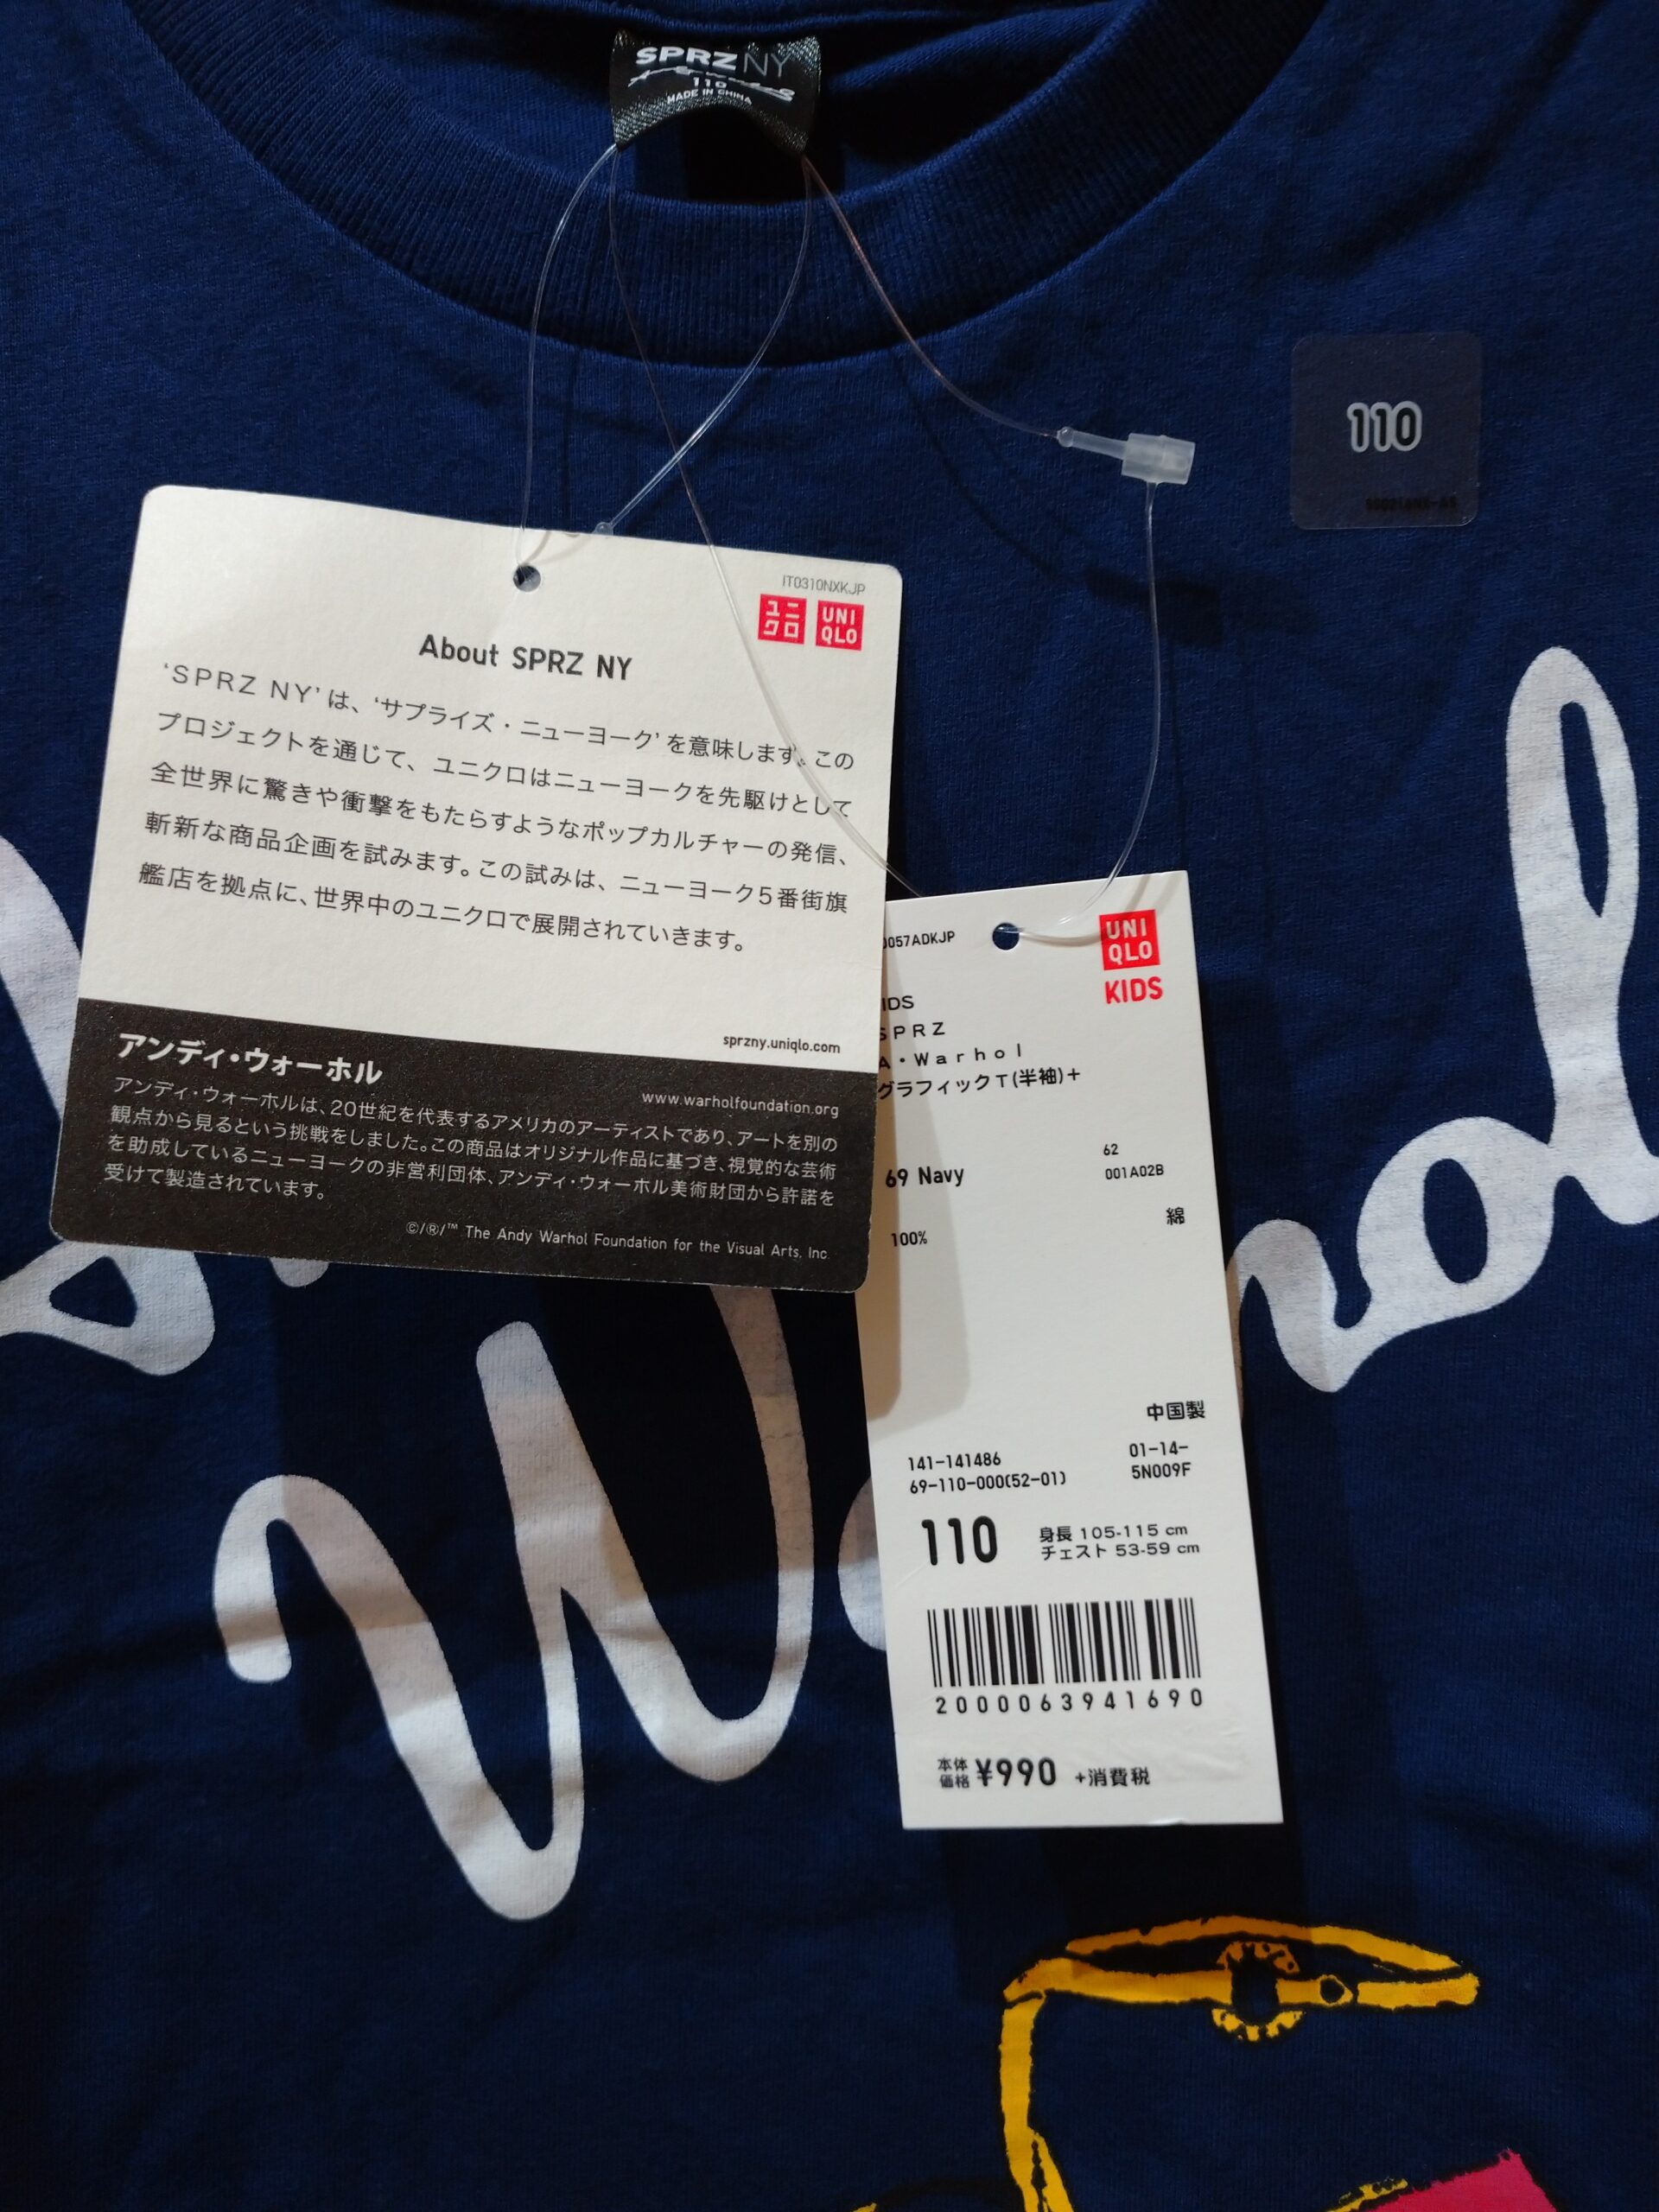 SPRZ NY
110
MADE IN CHINA
110
IT0310NXKJP
ユニクロ
UNIQLO
About SPRZ NY
‘SPRZ NY’は、‘サプライズ・ニューヨーク’を意味します。この
プロジェクトを通じて、ユニクロはニューヨークを先駆けとして
全世界に驚きや衝撃をもたらすようなポップカルチャーの発信、
斬新な商品企画を試みます。この試みは、ニューヨーク5番街旗
艦店を拠点に、世界中のユニクロで展開されていきます。
sprzny.uniqlo.com
アンディ・ウォーホル
www.warholfoundation.org
アンディ・ウォーホルは、20世紀を代表するアメリカのアーティストであり、アートを別の
観点から見るという挑戦をしました。この商品はオリジナル作品に基づき、視覚的な芸術
を助成しているニューヨークの非営利団体、アンディ・ウォーホル美術財団から許諾を
受けて製造されています。
©/®/™ The Andy Warhol Foundation for the Visual Arts, Inc.
057ADKJP
UNI
QLO
KIDS
IDS
SPRZ
A・Warhol
グラフィックT(半袖)+
69 Navy
62
001A02B
綿
100%
中国製
141-141486
69-110-000(52-01)
01-14-
5N009F
110
身長 105-115 cm
チェスト 53-59 cm
2000063941690
本体
価格 ¥990 +消費税